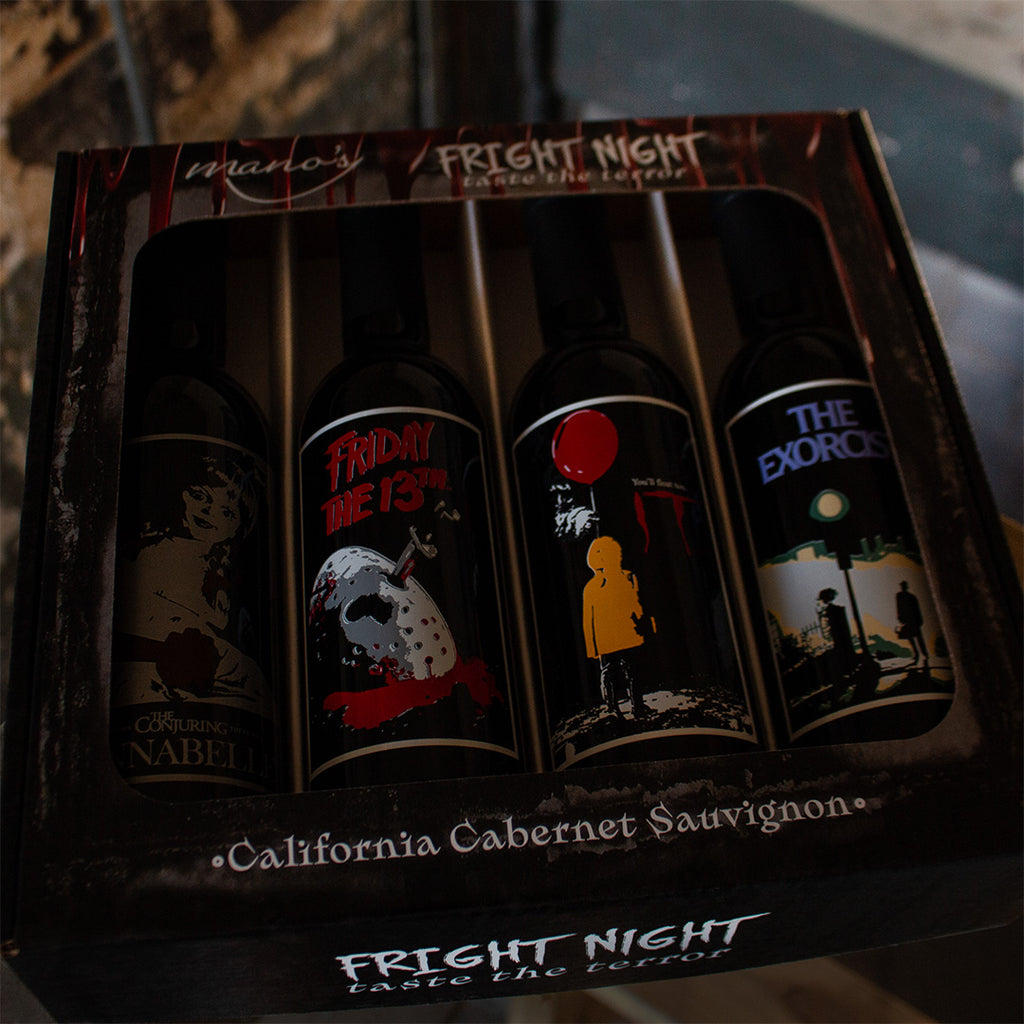 mano's
FRIGHT NIGHT
taste the terror
THE
CONJURING
NABELL
FRIDAY
THE 13TH
You'll float too.
IT
THE
EXORCIS
•California Cabernet Sauvignon•
FRIGHT NIGHT
taste the terror